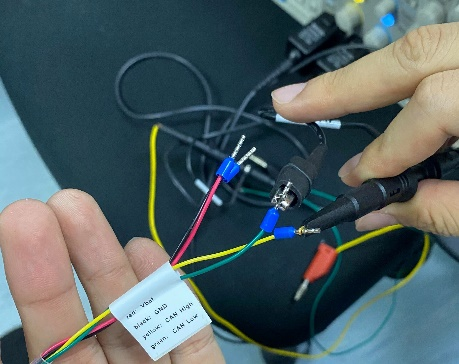 red: Vbat
black: GND
yellow: CAN High
green: CAN Low